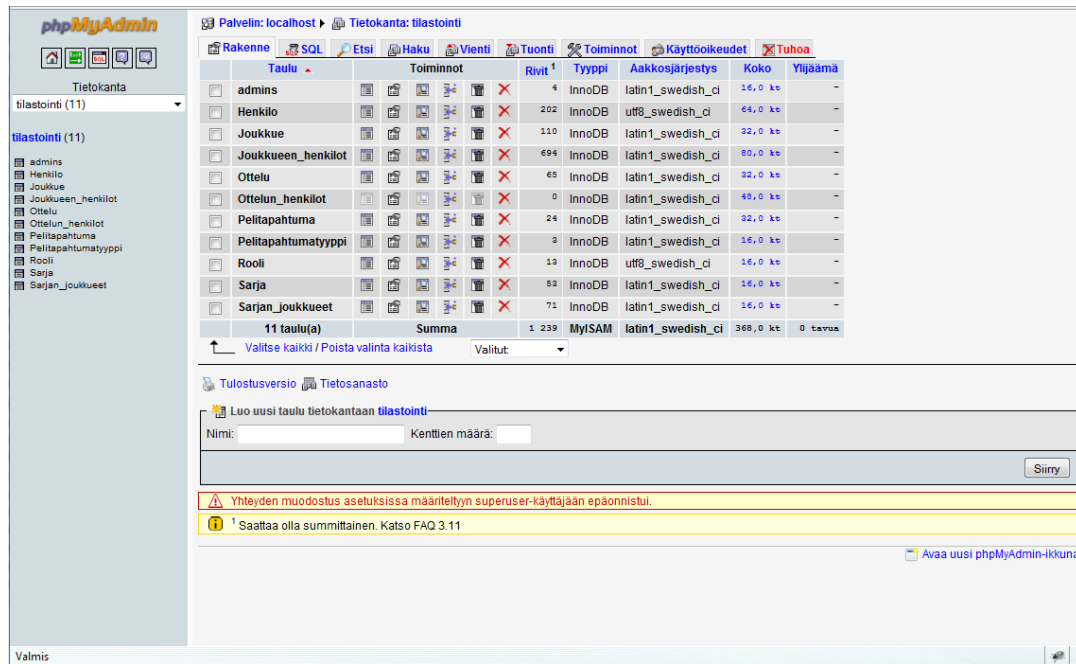 phpMyAdmin
SQL
Tietokanta
tilastointi (11)
tilastointi (11)
admins
Henkilo
Joukkue
Joukkueen_henkilot
Ottelu
Ottelun_henkilot
Pelitapahtuma
Pelitapahtumatyyppi
Rooli
Sarja
Sarjan_joukkueet
Palvelin: localhost Tietokanta: tilastointi
Rakenne SQL Etsi Haku Vienti Tuonti Toiminnot Käyttöoikeudet Tuhoa
Taulu Toiminnot Rivit 1 Tyyppi Aakkosjärjestys Koko Ylijäämä
admins 4 InnoDB latin1_swedish_ci 16,0 kt -
Henkilo 202 InnoDB utf8_swedish_ci 64,0 kt -
Joukkue 110 InnoDB latin1_swedish_ci 32,0 kt -
Joukkueen_henkilot 694 InnoDB latin1_swedish_ci 80,0 kt -
Ottelu 65 InnoDB latin1_swedish_ci 32,0 kt -
Ottelun_henkilot 0 InnoDB latin1_swedish_ci 48,0 kt -
Pelitapahtuma 24 InnoDB latin1_swedish_ci 32,0 kt -
Pelitapahtumatyyppi 3 InnoDB latin1_swedish_ci 16,0 kt -
Rooli 13 InnoDB utf8_swedish_ci 16,0 kt -
Sarja 53 InnoDB latin1_swedish_ci 16,0 kt -
Sarjan_joukkueet 71 InnoDB latin1_swedish_ci 16,0 kt -
11 taulu(a) Summa 1 239 MyISAM latin1_swedish_ci 368,0 kt 0 tavua
Valitse kaikki / Poista valinta kaikista Valitut:
Tulostusversio Tietosanasto
Luo uusi taulu tietokantaan tilastointi
Nimi: Kenttien määrä:
Siirry
Yhteyden muodostus asetuksissa määriteltyyn superuser-käyttäjään epäonnistui.
1 Saattaa olla summittainen. Katso FAQ 3.11
Avaa uusi phpMyAdmin-ikkuna
Valmis